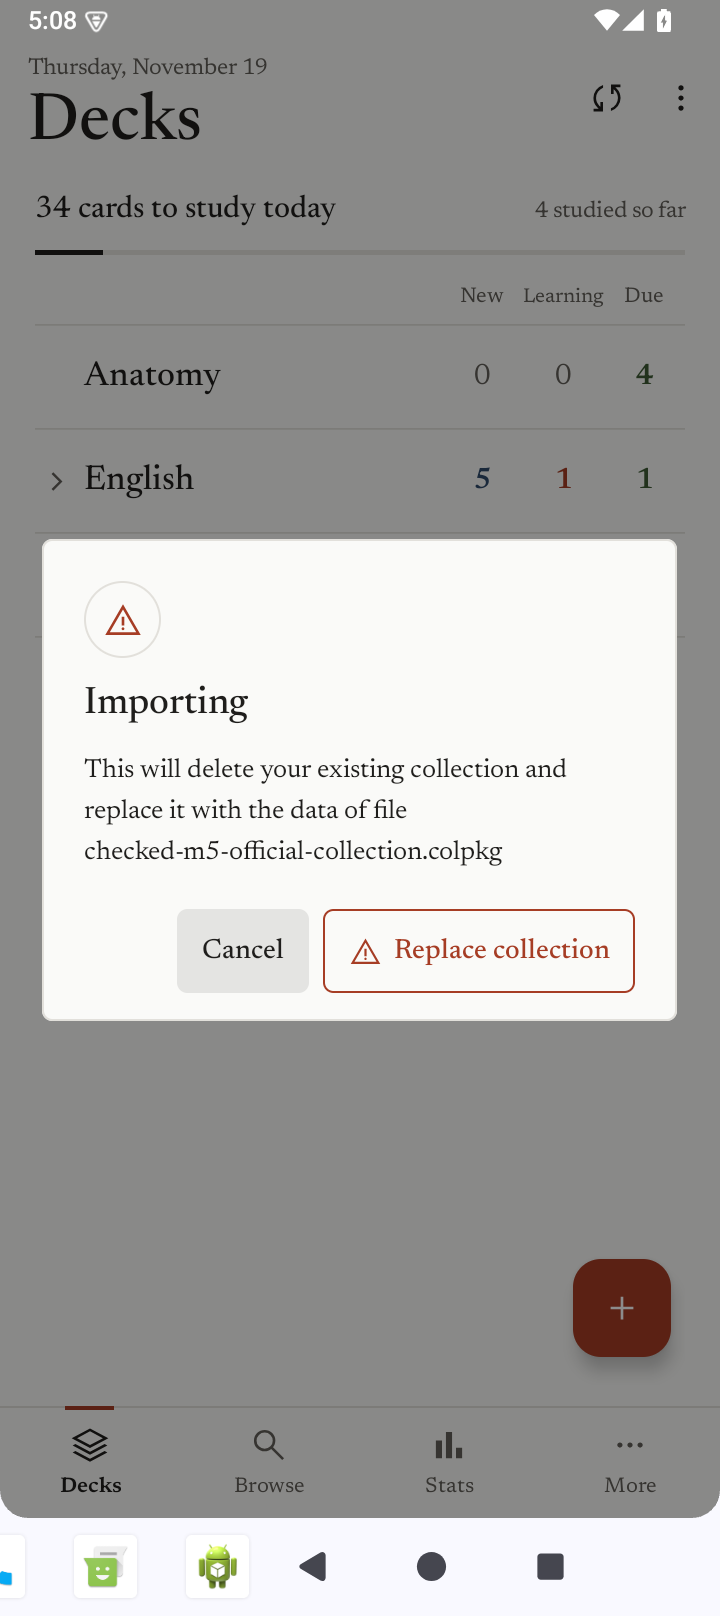 5:08
Thursday, November 19
Decks
34 cards to study today
4 studied so far
New Learning Due
Anatomy 0 0 4
English 5 1 1
Importing
This will delete your existing collection and
replace it with the data of file
checked-m5-official-collection.colpkg
Cancel
Replace collection
Decks Browse Stats More